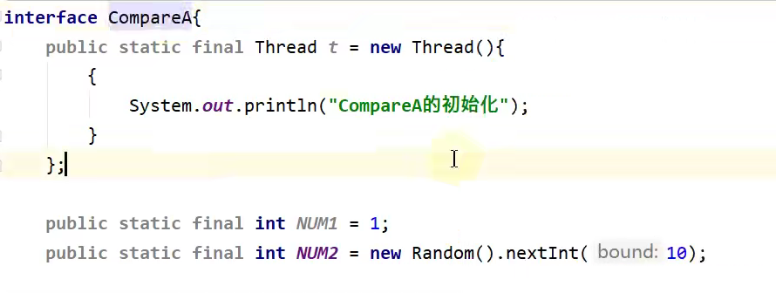 interface CompareA{
public static final Thread t = new Thread(){
{
System.out.println("CompareA的初始化");
}
};
public static final int NUM1 = 1;
public static final int NUM2 = new Random().nextInt( bound: 10);